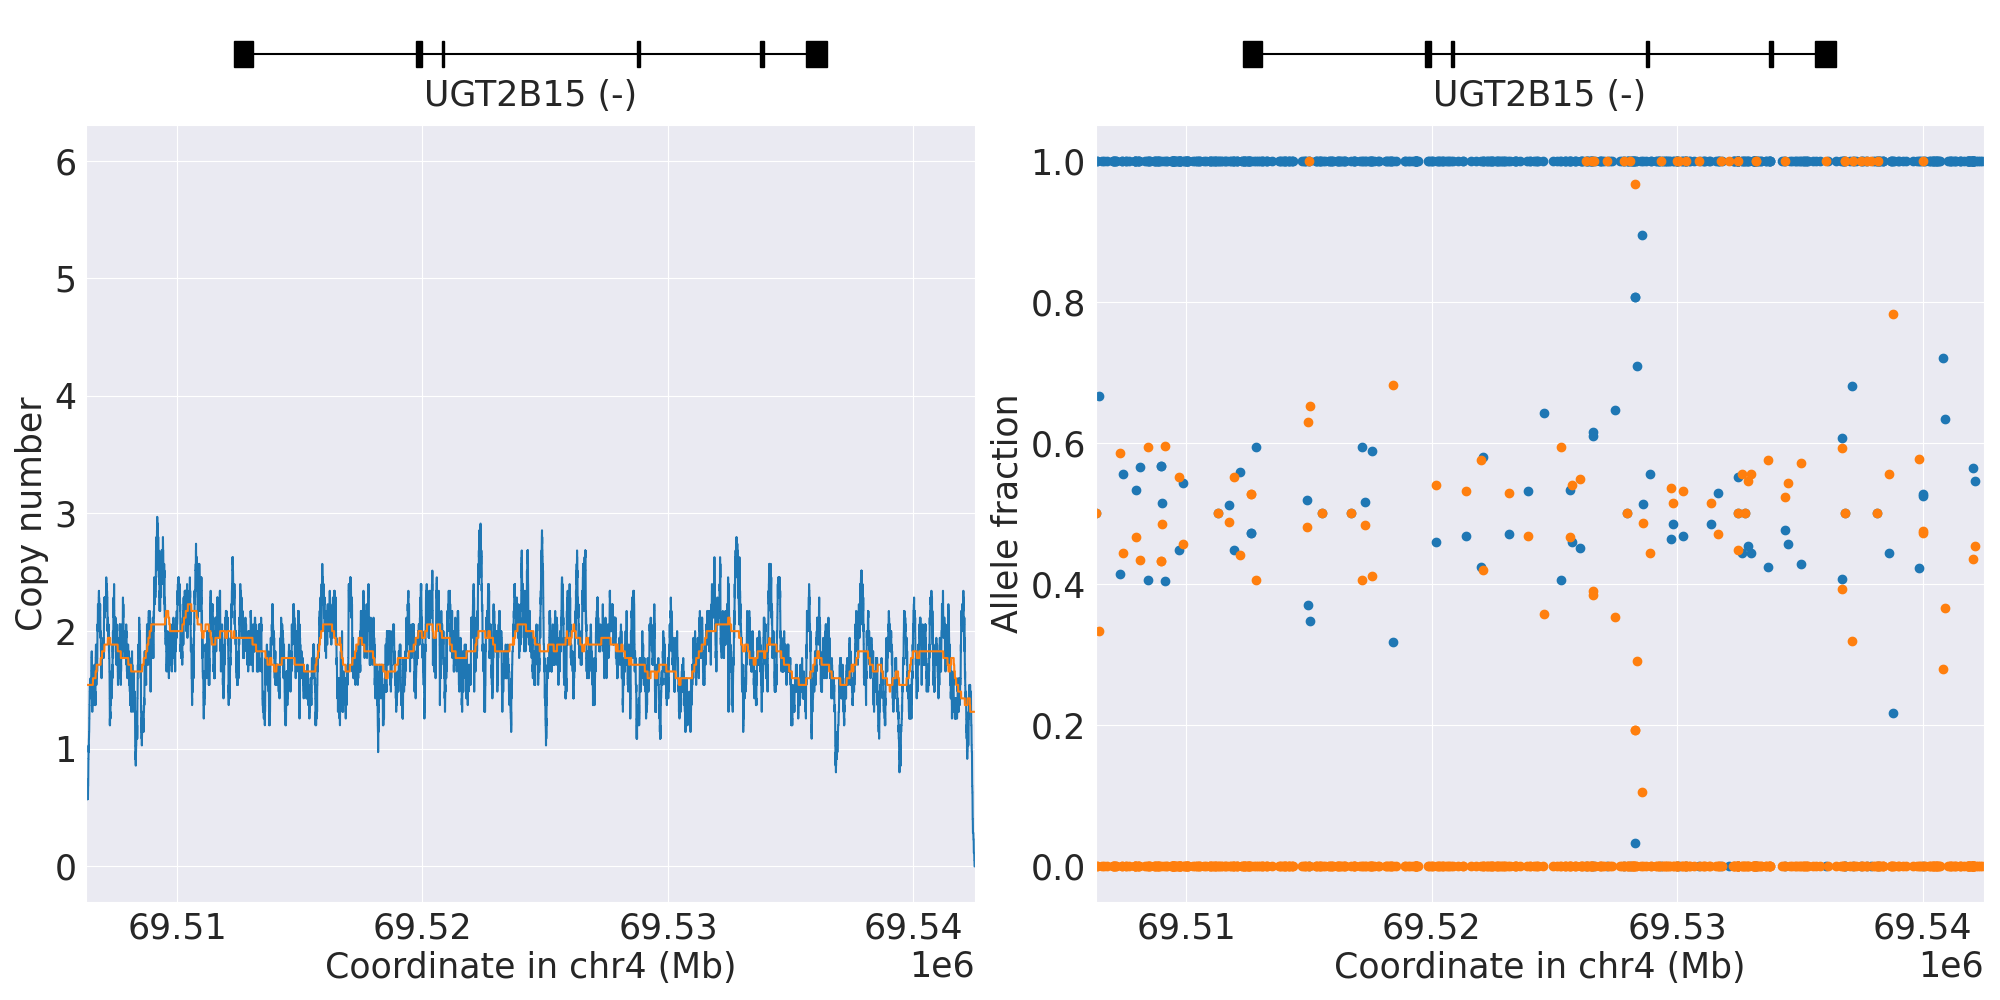 UGT2B15 (-)
UGT2B15 (-)
Copy number
6
5
4
3
2
1
0
69.51 69.52 69.53 69.54
Coordinate in chr4 (Mb) 1e6
Allele fraction
1.0
0.8
0.6
0.4
0.2
0.0
69.51 69.52 69.53 69.54
Coordinate in chr4 (Mb) 1e6